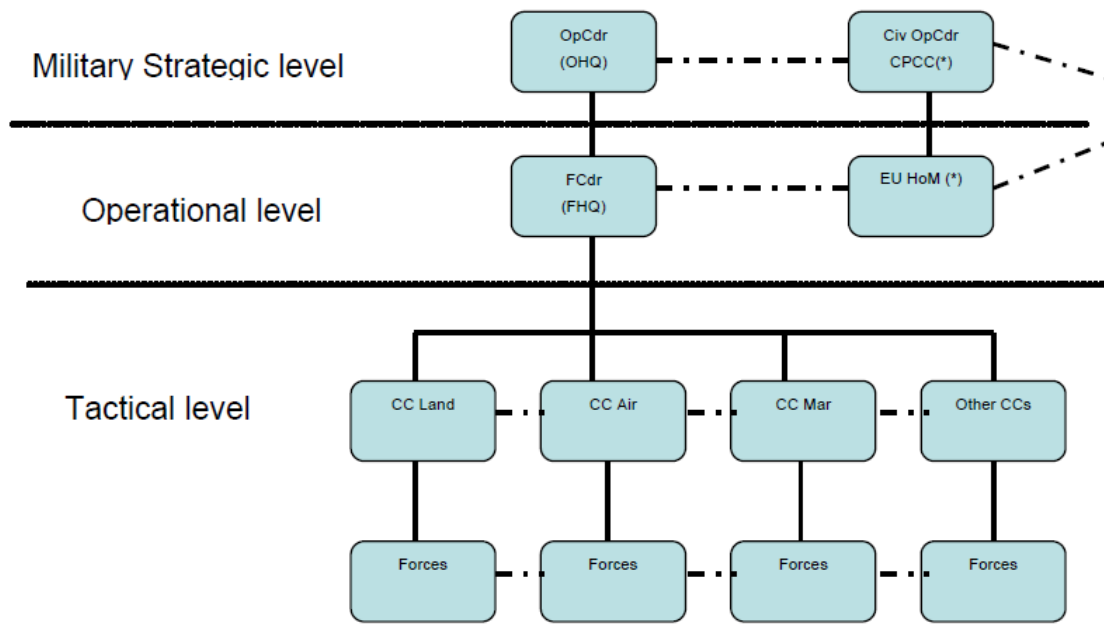 Military Strategic level
OpCdr
(OHQ)
Civ OpCdr
CPCC(*)
Operational level
FCdr
(FHQ)
EU HoM (*)
Tactical level
CC Land
CC Air
CC Mar
Other CCs
Forces
Forces
Forces
Forces